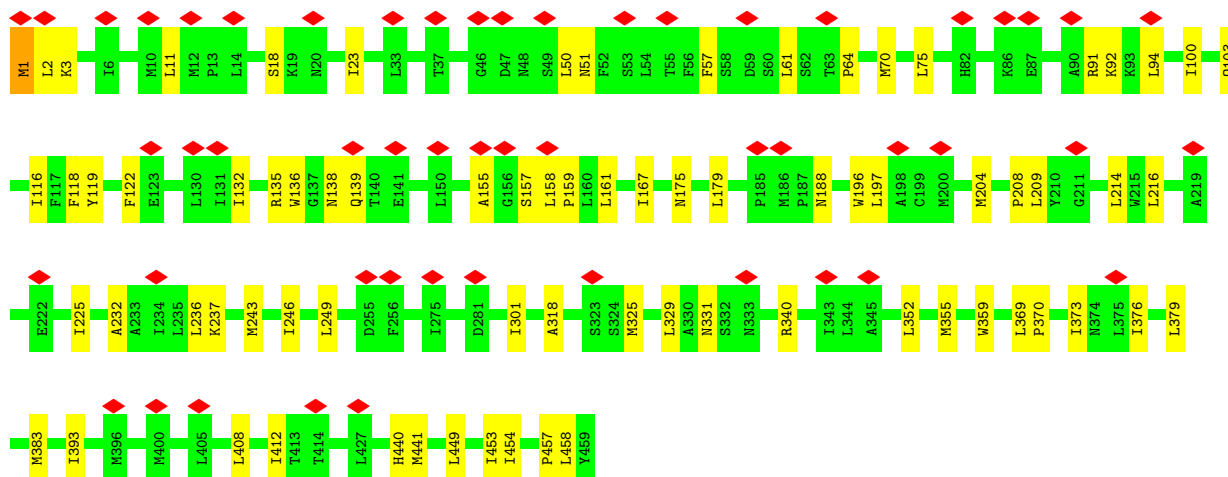 M1 L2 K3 I6 M10 L11 M12 P13 L14 S18 K19 N20 I23 L33 T37 G46 D47 N48 S49 L50 N51 F52 S53 L54 T55 F56 F57 S58 D59 S60 L61 S62 T63 P64 M70 L75 H82 K86 E87 A90 R91 K92 K93 L94 I100
I116 F117 F118 Y119 F122 E123 L130 I131 I132 R135 W136 G137 N138 Q139 T140 E141 L150 A155 G156 S157 L158 P159 L160 L161 I167 N175 L179 P185 M186 P187 N188 W196 L197 A198 C199 M200 M204 P208 L209 Y210 G211 L214 W215 L216 A219
E222 I225 A232 A233 I234 L235 L236 K237 M243 I246 L249 D255 F256 I275 D281 I301 A318 S323 S324 M325 L329 A330 N331 S332 N333 R340 I343 L344 A345 L352 M355 W359 L369 P370 I373 N374 L375 I376 L379
M383 I393 M396 M400 L405 L408 I412 T413 T414 L427 H440 M441 L449 I453 I454 P457 L458 Y459